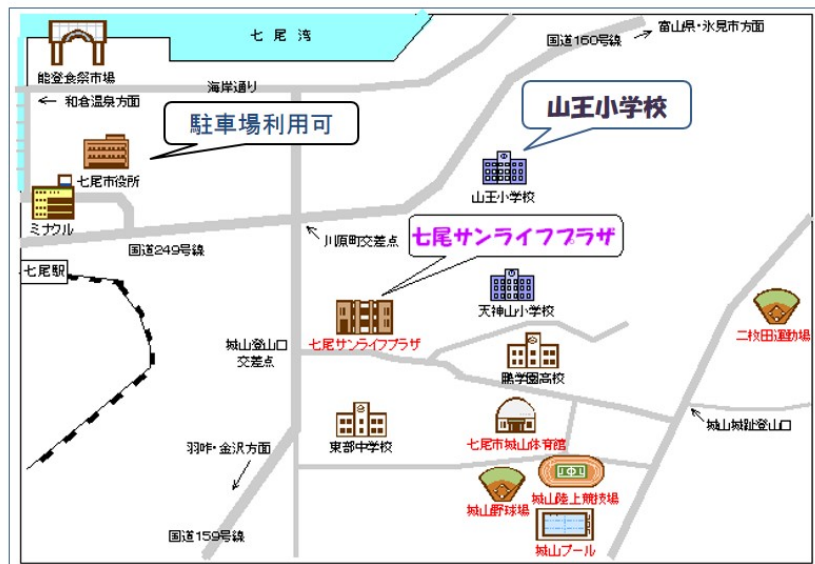 七尾湾
富山県・氷見市方面
国道160号線
能登食祭市場
海岸通り
← 和倉温泉方面
駐車場利用可
山王小学校
七尾市役所
山王小学校
ミナクル
国道249号線
川原町交差点
七尾サンライフプラザ
七尾駅
天神山小学校
城山登山口
交差点
七尾サンライフプラザ
二枚田運動場
鵬学園高校
東部中学校
七尾市城山体育館
城山城趾登山口
羽咋・金沢方面
城山野球場
城山陸上競技場
国道159号線
城山プール